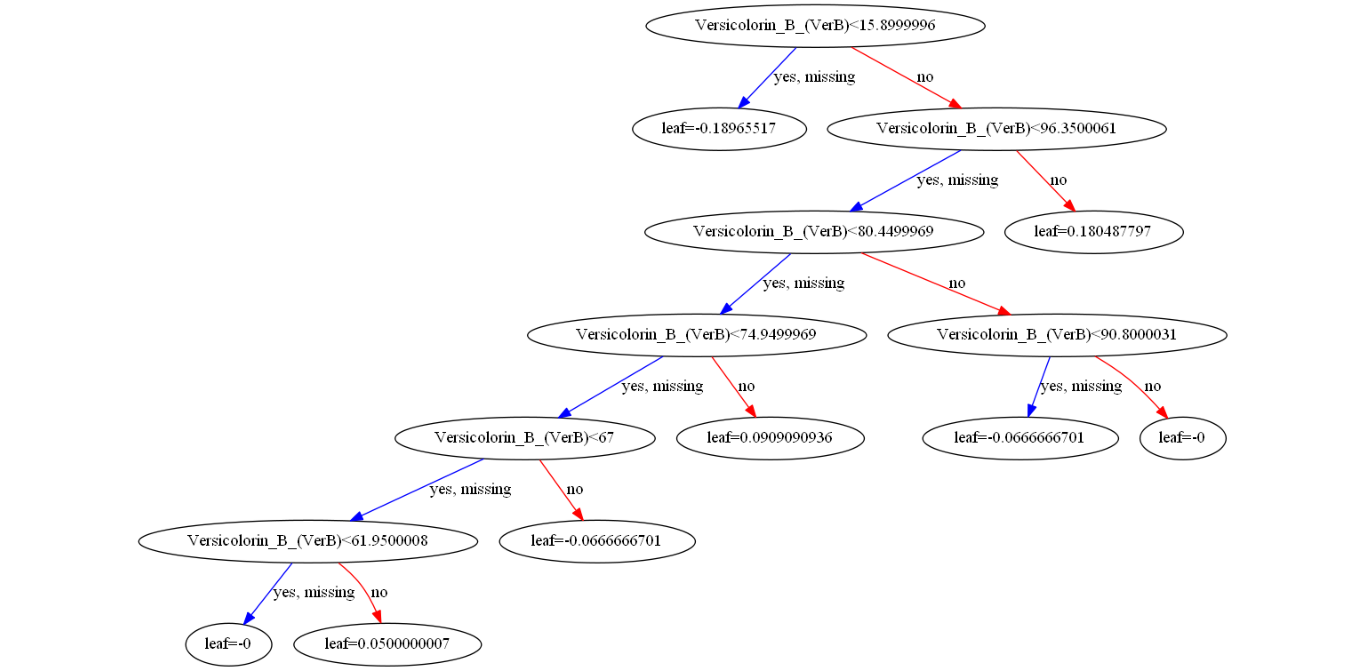 Versicolorin_B_(VerB)<15.8999996
yes, missing
no
leaf=-0.18965517
Versicolorin_B_(VerB)<96.3500061
yes, missing
no
Versicolorin_B_(VerB)<80.4499969
leaf=0.180487797
yes, missing
no
Versicolorin_B_(VerB)<74.9499969
Versicolorin_B_(VerB)<90.8000031
yes, missing
no
yes, missing
no
Versicolorin_B_(VerB)<67
leaf=0.0909090936
leaf=-0.0666666701
leaf=-0
yes, missing
no
Versicolorin_B_(VerB)<61.9500008
leaf=-0.0666666701
yes, missing
no
leaf=-0
leaf=0.0500000007